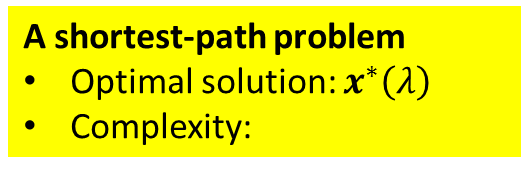 A shortest-path problem
• Optimal solution: 𝒙*(𝜆)
• Complexity: